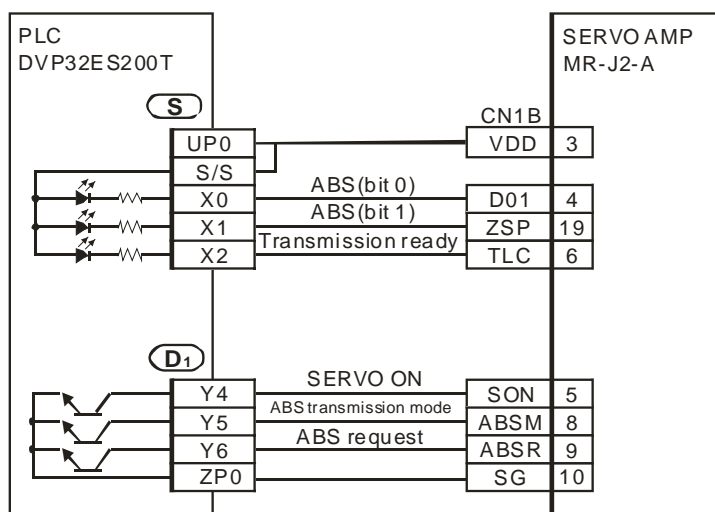 PLC
DVP32ES200T
SERVO AMP
MR-J2-A
S
CN1B
UP0 VDD 3
S/S
X0 ABS(bit 0) D01 4
X1 ABS(bit 1) ZSP 19
X2 Transmission ready TLC 6
D1
Y4 SERVO ON SON 5
Y5 ABS transmission mode ABSM 8
Y6 ABS request ABSR 9
ZP0 SG 10